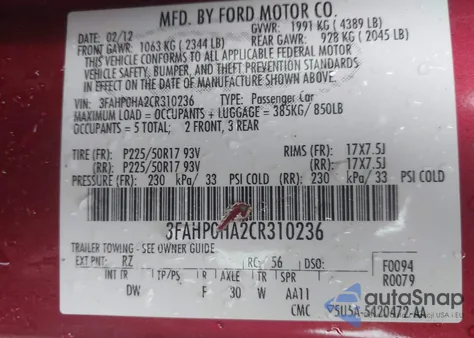 MFD. BY FORD MOTOR CO.
DATE: 02/12 GVWR: 1991 KG ( 4389 LB)
FRONT GAWR: 1063 KG ( 2344 LB) REAR GAWR: 928 KG ( 2045 LB)
THIS VEHICLE CONFORMS TO ALL APPLICABLE FEDERAL MOTOR
VEHICLE SAFETY, BUMPER, AND THEFT PREVENTION STANDARDS
IN EFFECT ON THE DATE OF MANUFACTURE SHOWN ABOVE.
VIN: 3FAHP0HA2CR310236 TYPE: Passenger Car
MAXIMUM LOAD = OCCUPANTS + LUGGAGE = 385KG/ 850LB
OCCUPANTS = 5 TOTAL; 2 FRONT, 3 REAR
TIRE (FR): P225/50R17 93V RIMS (FR): 17X7.5J
(RR): P225/50R17 93V (RR): 17X7.5J
PRESSURE (FR): 230 kPa/ 33 PSI COLD (RR): 230 kPa/ 33 PSI COLD
3FAHP0HA2CR310236
TRAILER TOWING - SEE OWNER GUIDE
EXT PNT: RZ RC: 56 DSO: F0094
INT TR TP/PS R AXLE TR SPR R0079
DW F 30 W AA11
autoSnap
CMC 5U5A-5420472-AA